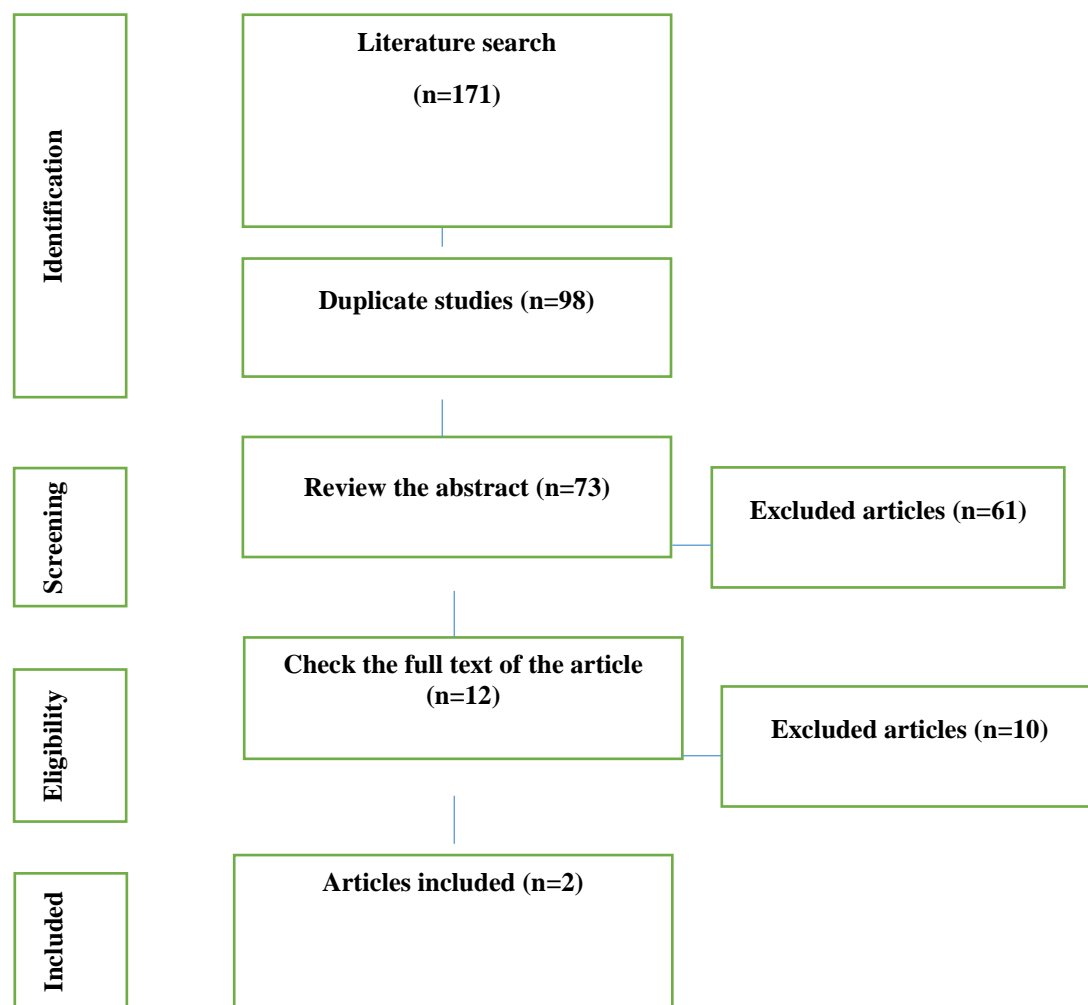 Identification
Literature search
(n=171)
Duplicate studies (n=98)
Screening
Review the abstract (n=73)
Excluded articles (n=61)
Eligibility
Check the full text of the article
(n=12)
Excluded articles (n=10)
Included
Articles included (n=2)